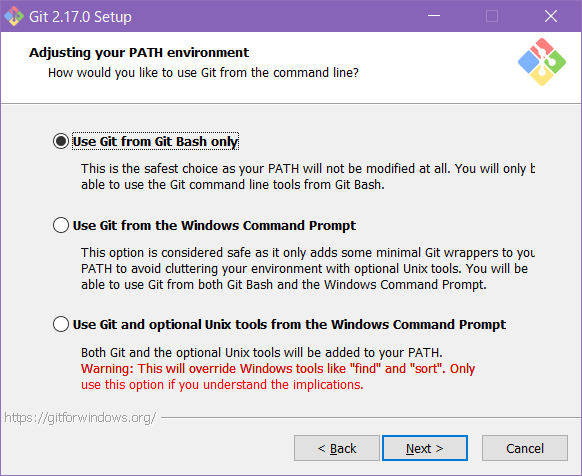 Git 2.17.0 Setup
Adjusting your PATH environment
How would you like to use Git from the command line?
Use Git from Git Bash only
This is the safest choice as your PATH will not be modified at all. You will only b
able to use the Git command line tools from Git Bash.
Use Git from the Windows Command Prompt
This option is considered safe as it only adds some minimal Git wrappers to you
PATH to avoid cluttering your environment with optional Unix tools. You will be
able to use Git from both Git Bash and the Windows Command Prompt.
Use Git and optional Unix tools from the Windows Command Prompt
Both Git and the optional Unix tools will be added to your PATH.
Warning: This will override Windows tools like "find" and "sort". Only
use this option if you understand the implications.
https://gitforwindows.org/
< Back
Next >
Cancel